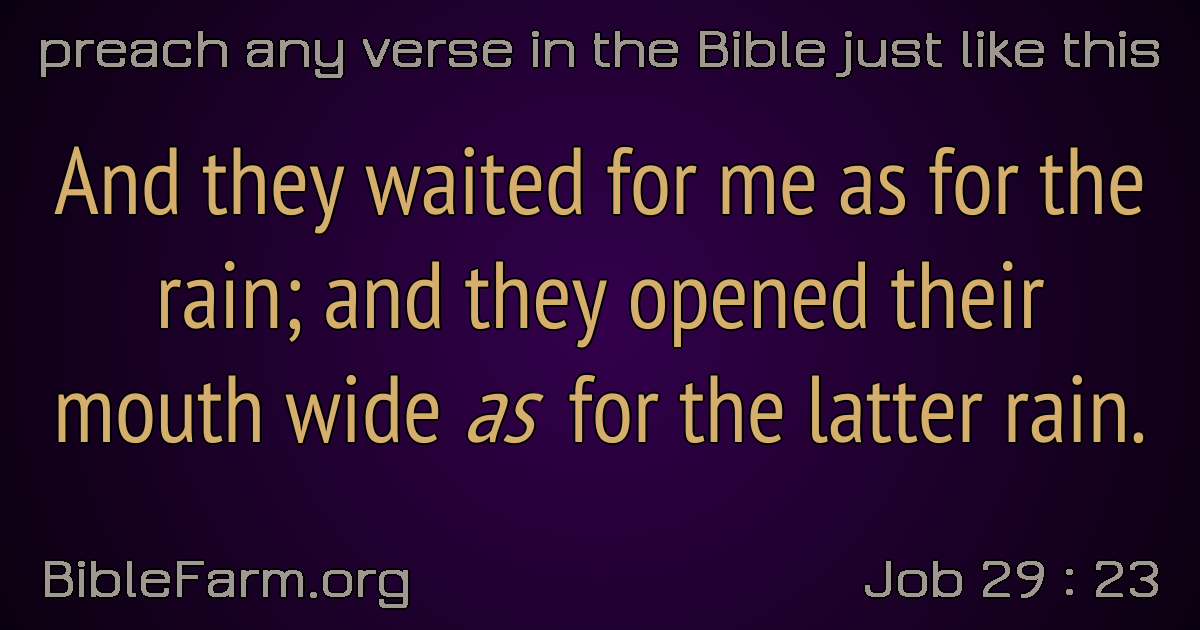 preach any verse in the Bible just like this
And they waited for me as for the
rain; and they opened their
mouth wide as for the latter rain.
BibleFarm.org
Job 29 : 23